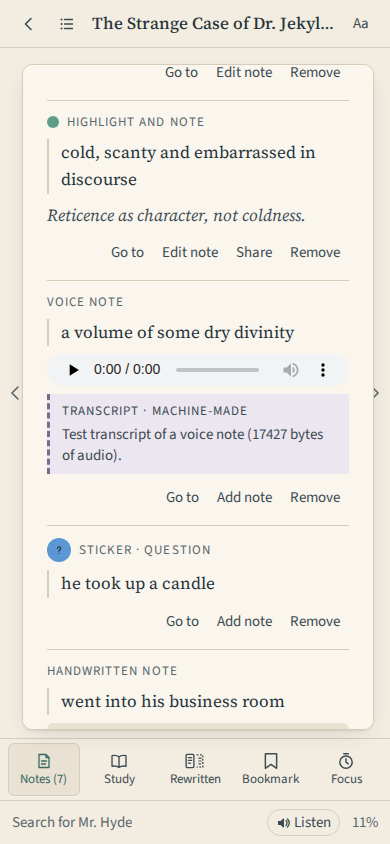 The Strange Case of Dr. Jekyl...
Aa
Go to Edit note Remove
HIGHLIGHT AND NOTE
cold, scanty and embarrassed in
discourse
Reticence as character, not coldness.
Go to Edit note Share Remove
VOICE NOTE
a volume of some dry divinity
0:00 / 0:00
TRANSCRIPT · MACHINE-MADE
Test transcript of a voice note (17427 bytes
of audio).
Go to Add note Remove
?
STICKER · QUESTION
he took up a candle
Go to Add note Remove
HANDWRITTEN NOTE
went into his business room
Notes (7) Study Rewritten Bookmark Focus
Search for Mr. Hyde Listen 11%